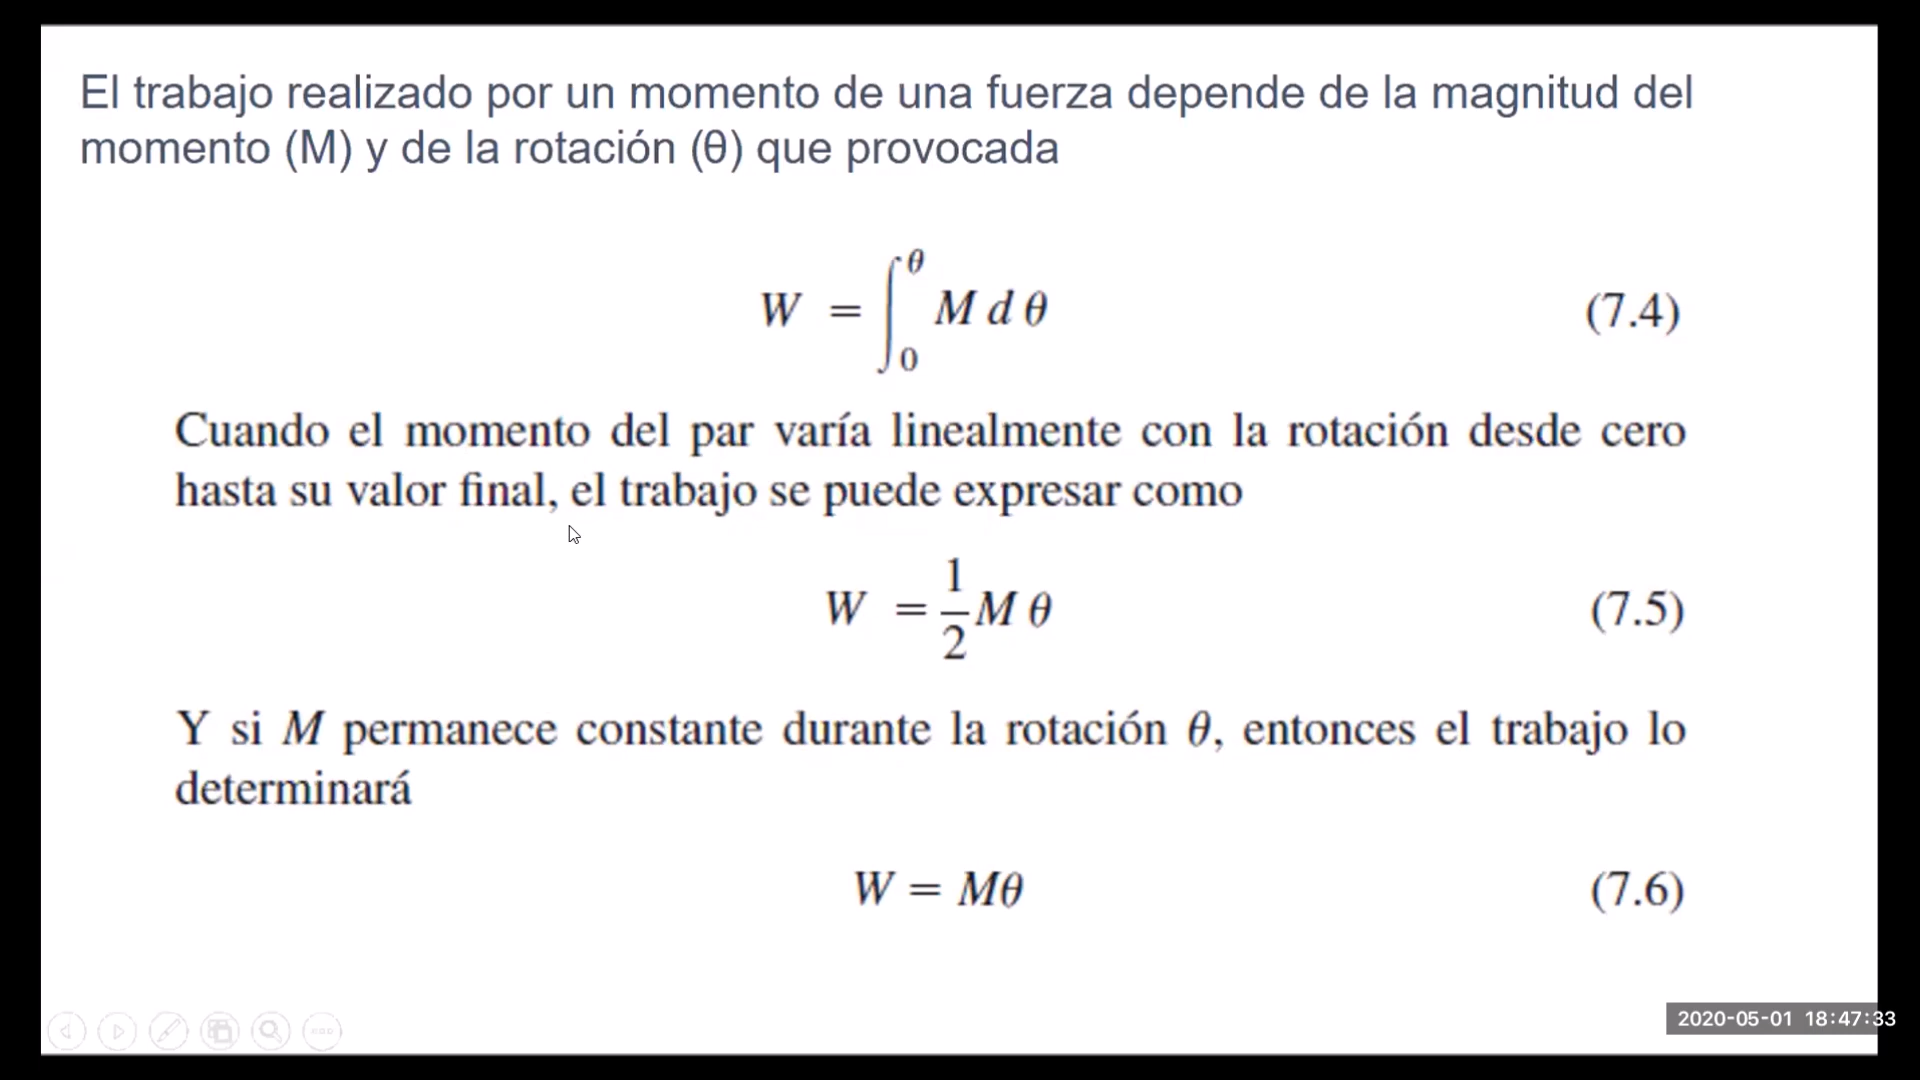 El trabajo realizado por un momento de una fuerza depende de la magnitud del
momento (M) y de la rotación (θ) que provocada
W = ∫₀^θ M d θ (7.4)
Cuando el momento del par varía linealmente con la rotación desde cero
hasta su valor final, el trabajo se puede expresar como
W = 1/2 M θ (7.5)
Y si M permanece constante durante la rotación θ, entonces el trabajo lo
determinará
W = Mθ (7.6)
2020-05-01 18:47:33